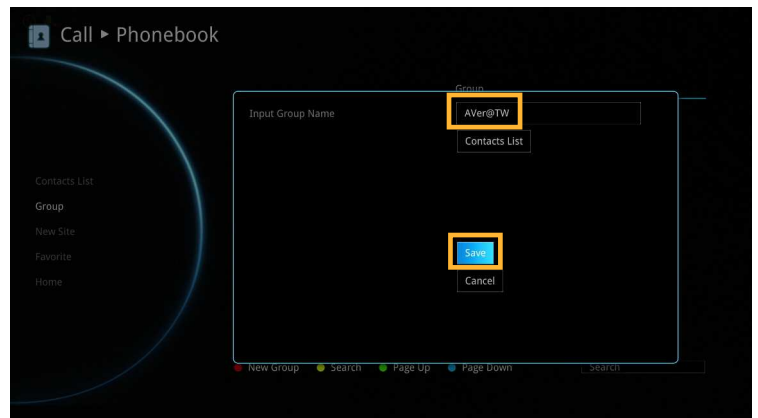 Call ▸ Phonebook
Group
Input Group Name
AVer@TW
Contacts List
Contacts List
Group
New Site
Favorite
Home
Save
Cancel
New Group
Search
Page Up
Page Down
Search